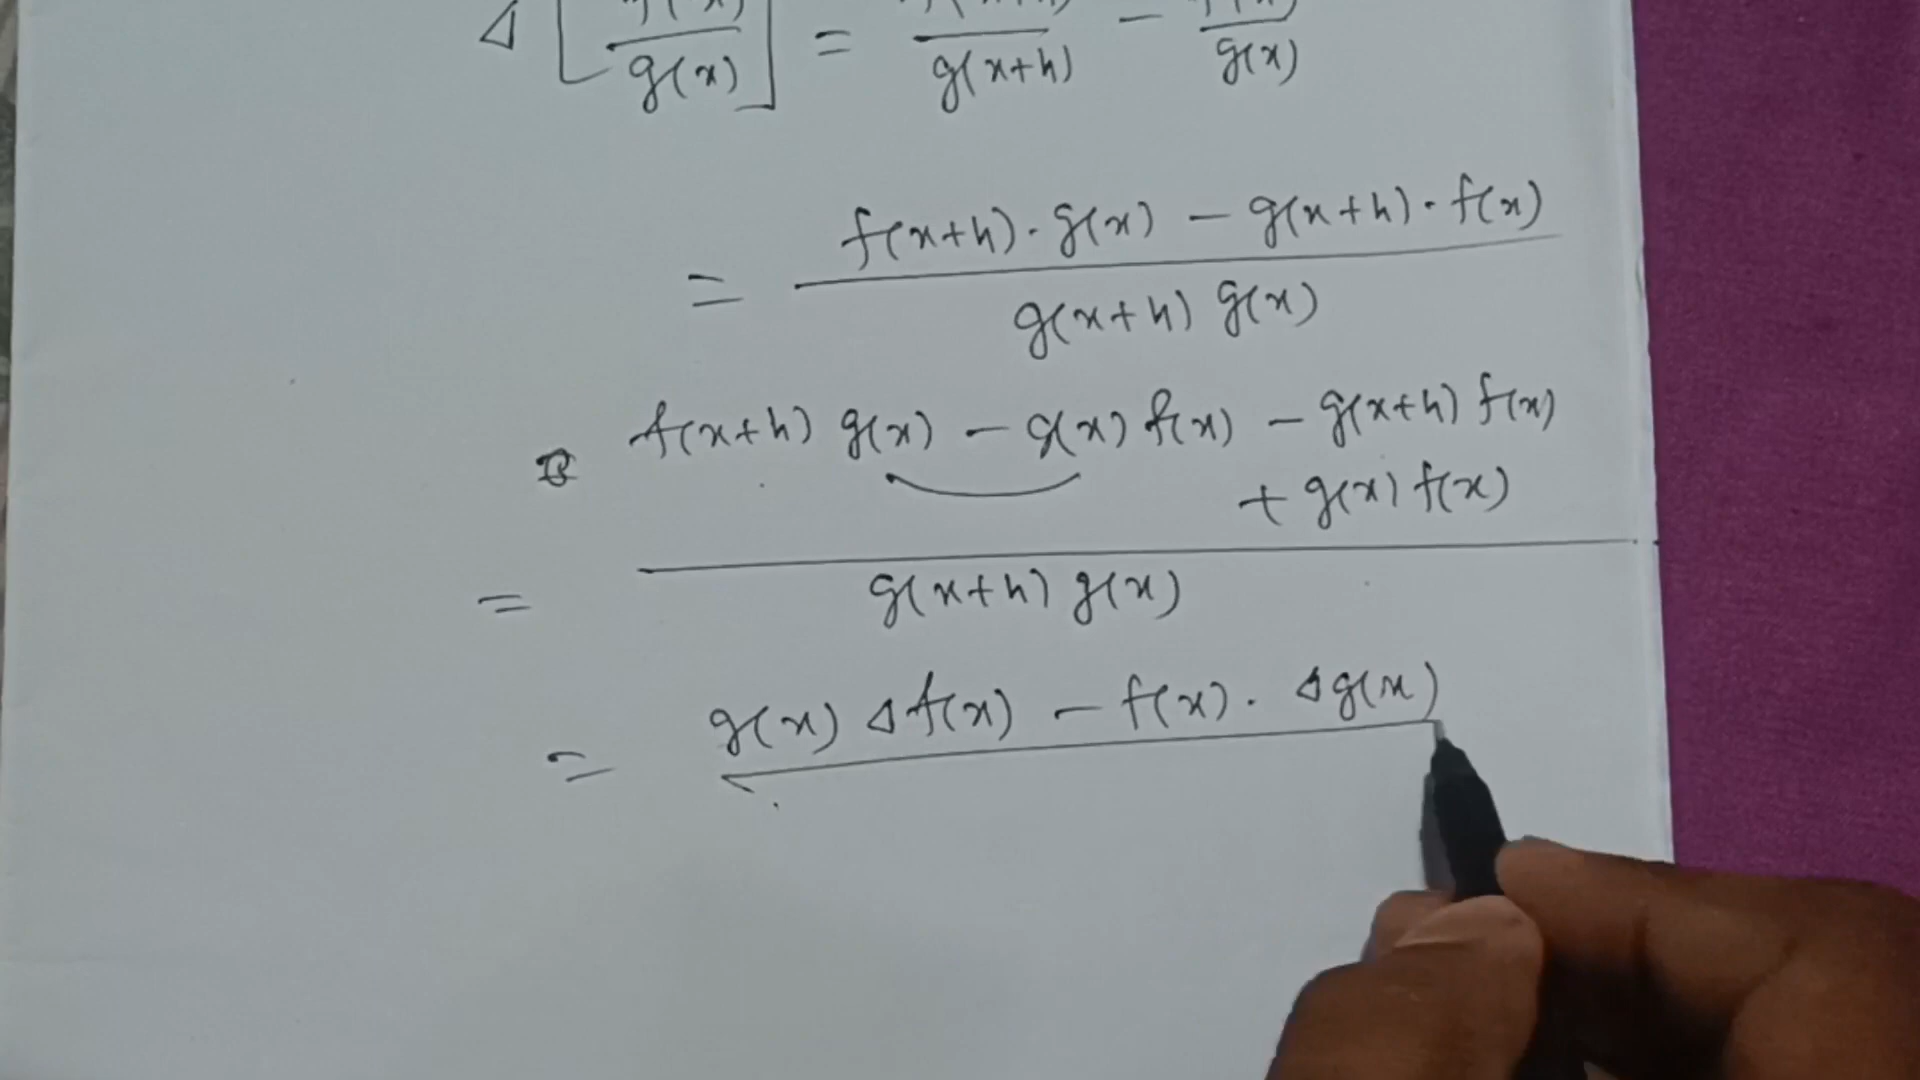 Δ [ f(x) / g(x) ] = f(x+h) / g(x+h) - f(x) / g(x)
= f(x+h)·g(x) - g(x+h)·f(x) / g(x+h) g(x)
f(x+h) g(x) - g(x) f(x) - g(x+h) f(x)
+ g(x) f(x)
= g(x+h) g(x)
= g(x) Δf(x) - f(x)·Δg(x)